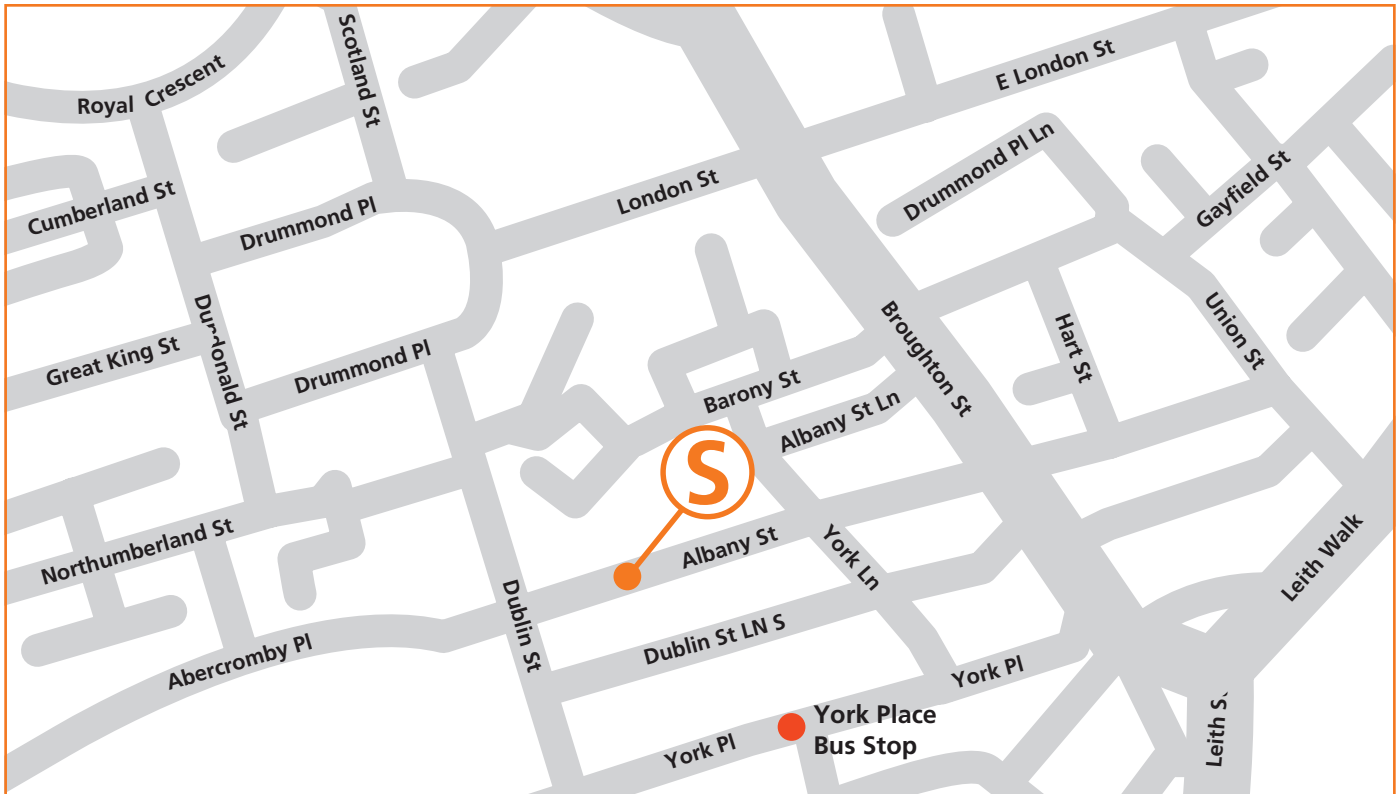 Scotland St
Royal Crescent
E London St
Drummond Pl Ln
Gayfield St
London St
Cumberland St
Drummond Pl
Great King St
Drummond Pl
Broughton St
Hart St
Union St
Barony St
Albany St Ln
S
Northumberland St
Albany St
York Ln
Leith Walk
Dublin St
Dublin St LN S
Abercromby Pl
York Pl
York Place
Bus Stop
York Pl
Leith